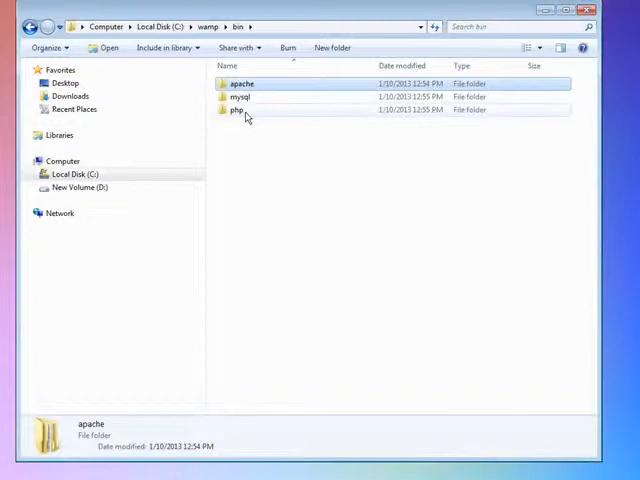 Computer Local Disk (C:) wamp bin Search bin
Organize Open Include in library Share with Burn New folder
Name Date modified Type Size
Favorites
Desktop
Downloads
Recent Places
Libraries
Computer
Local Disk (C:)
New Volume (D:)
Network
apache 1/10/2013 12:54 PM File folder
mysql 1/10/2013 12:55 PM File folder
php 1/10/2013 12:55 PM File folder
apache
File folder
Date modified: 1/10/2013 12:54 PM